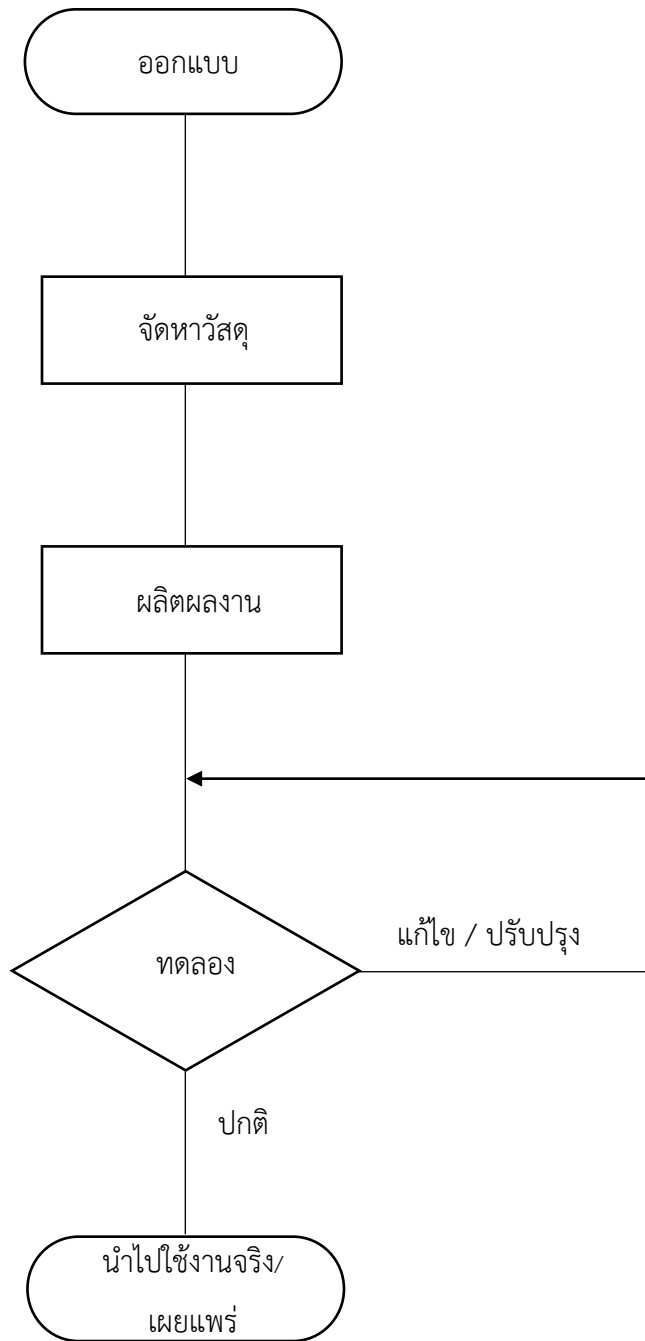 ออกแบบ
จัดหาวัสดุ
ผลิตผลงาน
แก้ไข / ปรับปรุง
ทดลอง
ปกติ
นำไปใช้งานจริง/
เผยแพร่